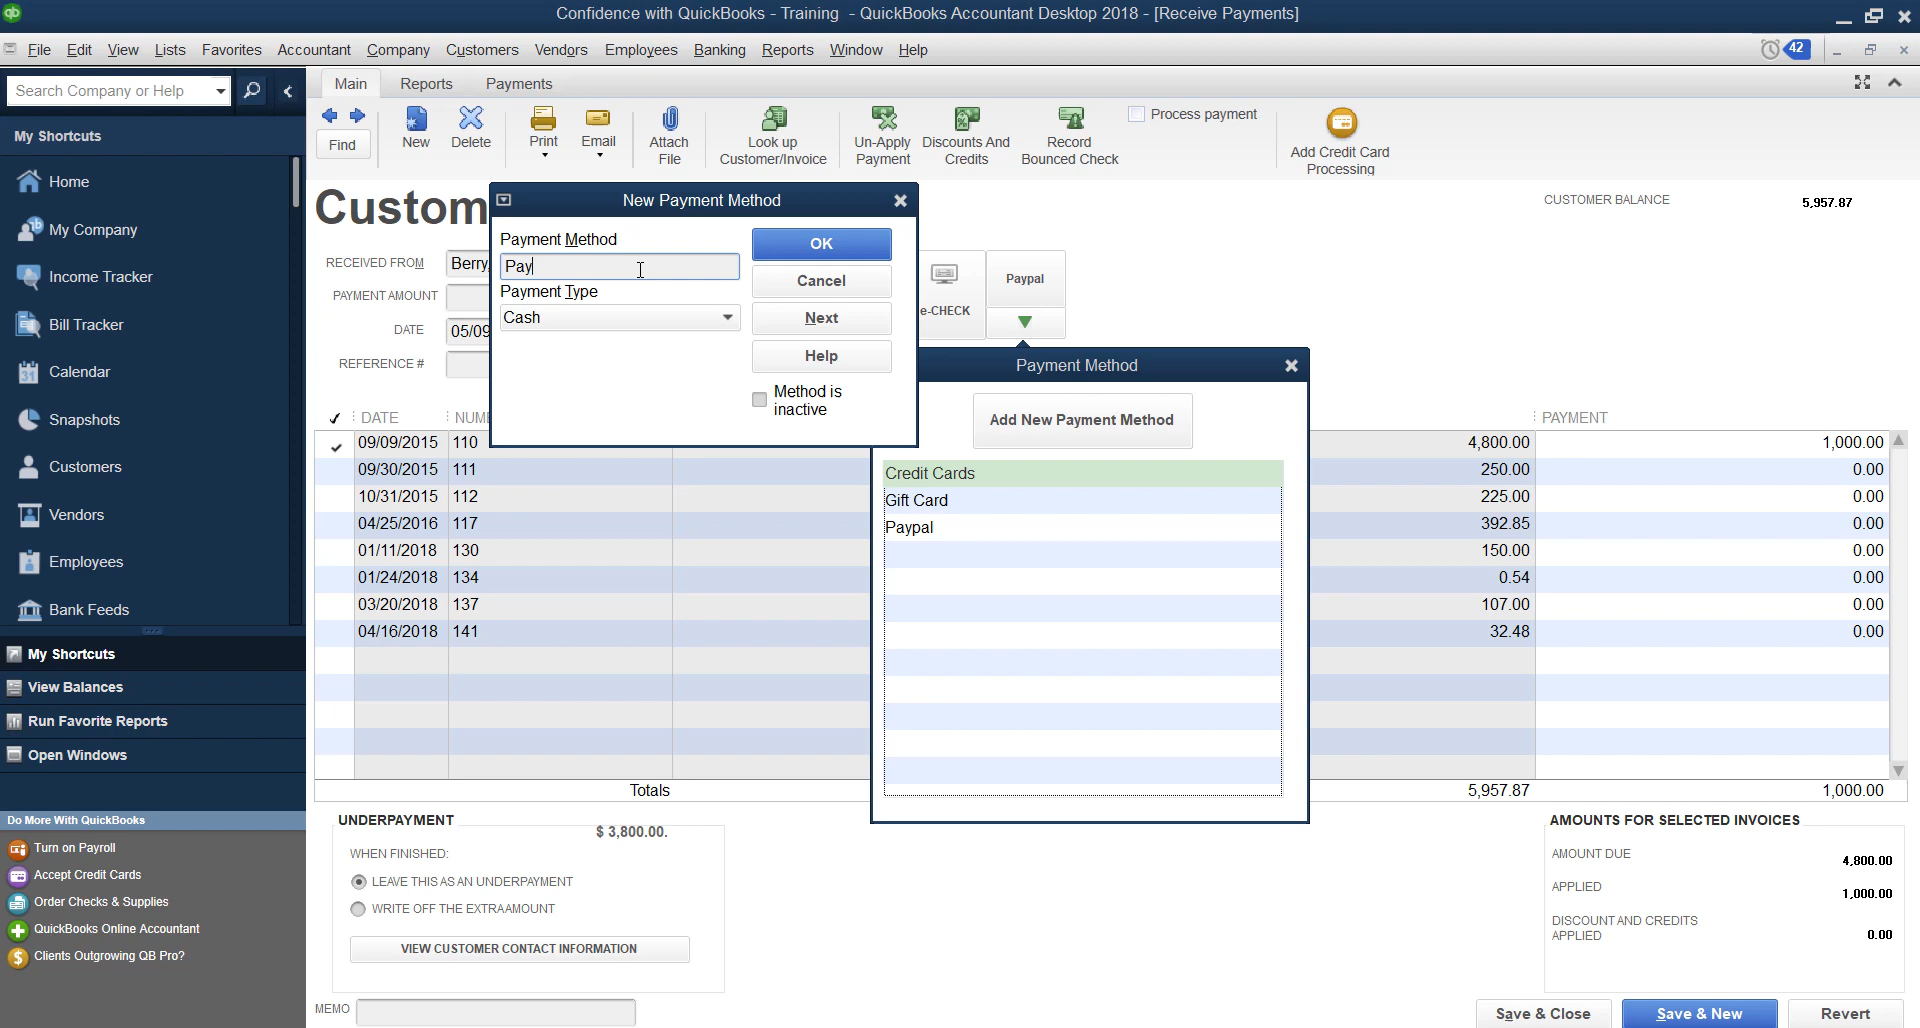 Confidence with QuickBooks - Training - QuickBooks Accountant Desktop 2018 - [Receive Payments]
File Edit View Lists Favorites Accountant Company Customers Vendors Employees Banking Reports Window Help
42
Search Company or Help
Main Reports Payments
Find
New
Delete
Print
Email
Attach
File
Look up
Customer/Invoice
Un-Apply
Payment
Discounts And
Credits
Record
Bounced Check
Process payment
Add Credit Card
Processing
My Shortcuts
Home
My Company
Income Tracker
Bill Tracker
31
Calendar
Snapshots
Customers
Vendors
Employees
Bank Feeds
My Shortcuts
View Balances
Run Favorite Reports
Open Windows
Do More With QuickBooks
Turn on Payroll
Accept Credit Cards
Order Checks & Supplies
QuickBooks Online Accountant
Clients Outgrowing QB Pro?
Custom
CUSTOMER BALANCE 5,957.87
RECEIVED FROM Berry,
PAYMENT AMOUNT
DATE 05/09
REFERENCE #
New Payment Method
Payment Method
Pay
Payment Type
Cash
OK
Cancel
Next
Help
Method is
inactive
e-CHECK
Paypal
Payment Method
Add New Payment Method
Credit Cards
Gift Card
Paypal
DATE NUME PAYMENT
09/09/2015 110 4,800.00 1,000.00
09/30/2015 111 250.00 0.00
10/31/2015 112 225.00 0.00
04/25/2016 117 392.85 0.00
01/11/2018 130 150.00 0.00
01/24/2018 134 0.54 0.00
03/20/2018 137 107.00 0.00
04/16/2018 141 32.48 0.00
Totals 5,957.87 1,000.00
UNDERPAYMENT
$ 3,800.00.
WHEN FINISHED:
LEAVE THIS AS AN UNDERPAYMENT
WRITE OFF THE EXTRA AMOUNT
VIEW CUSTOMER CONTACT INFORMATION
AMOUNTS FOR SELECTED INVOICES
AMOUNT DUE 4,800.00
APPLIED 1,000.00
DISCOUNT AND CREDITS
APPLIED 0.00
MEMO
Save & Close
Save & New
Revert